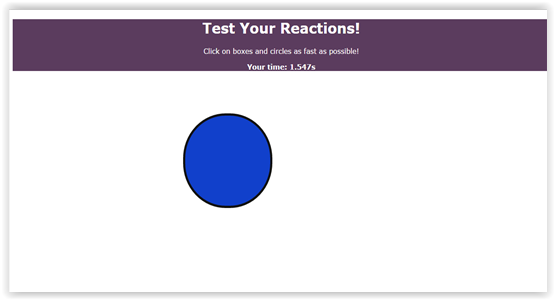 Test Your Reactions!
Click on boxes and circles as fast as possible!
Your time: 1.547s